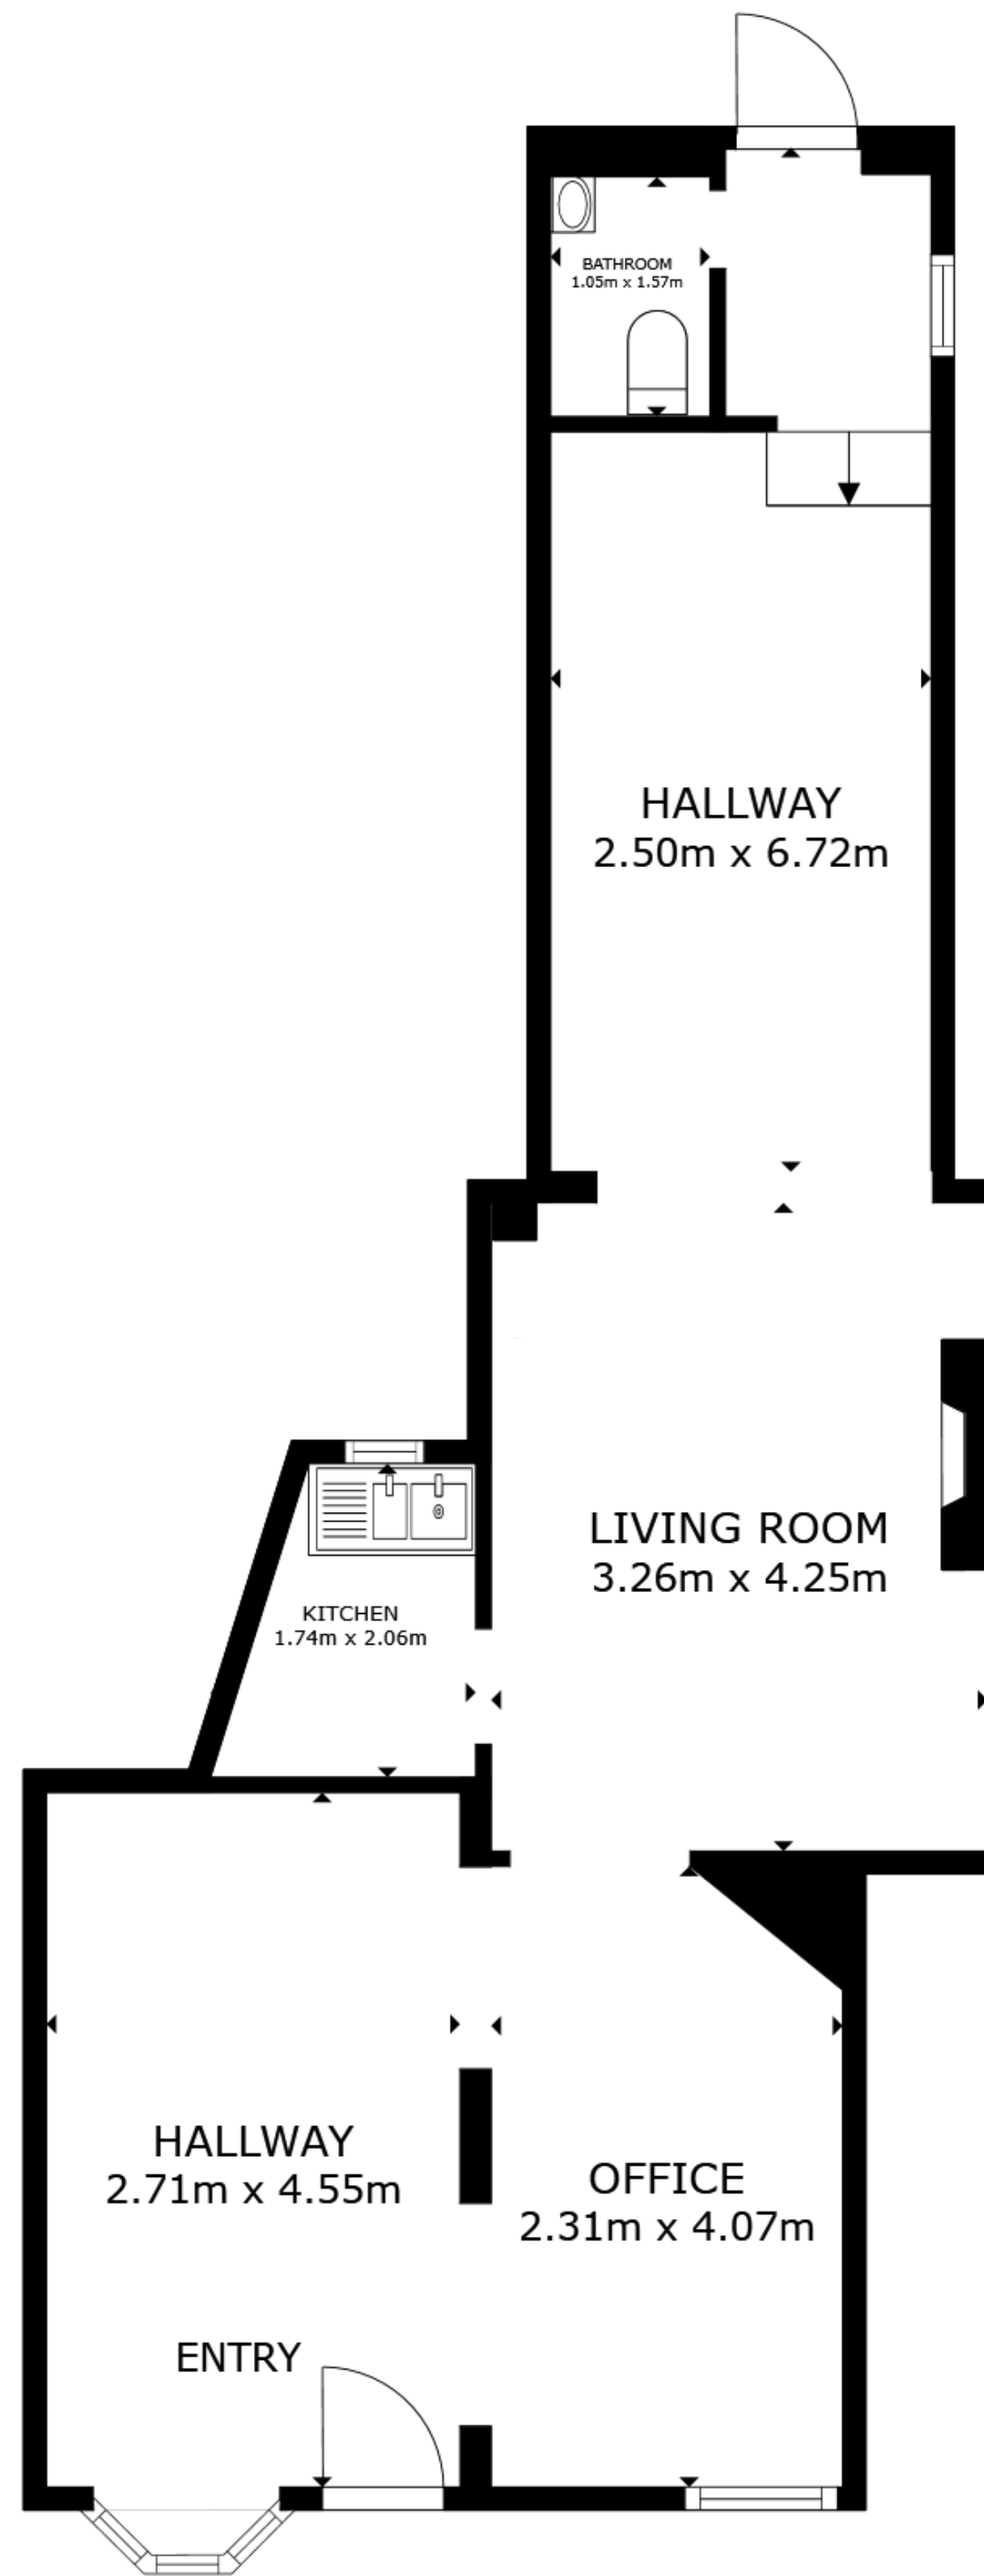 BATHROOM
1.05m x 1.57m
HALLWAY
2.50m x 6.72m
LIVING ROOM
3.26m x 4.25m
KITCHEN
1.74m x 2.06m
HALLWAY
2.71m x 4.55m
OFFICE
2.31m x 4.07m
ENTRY